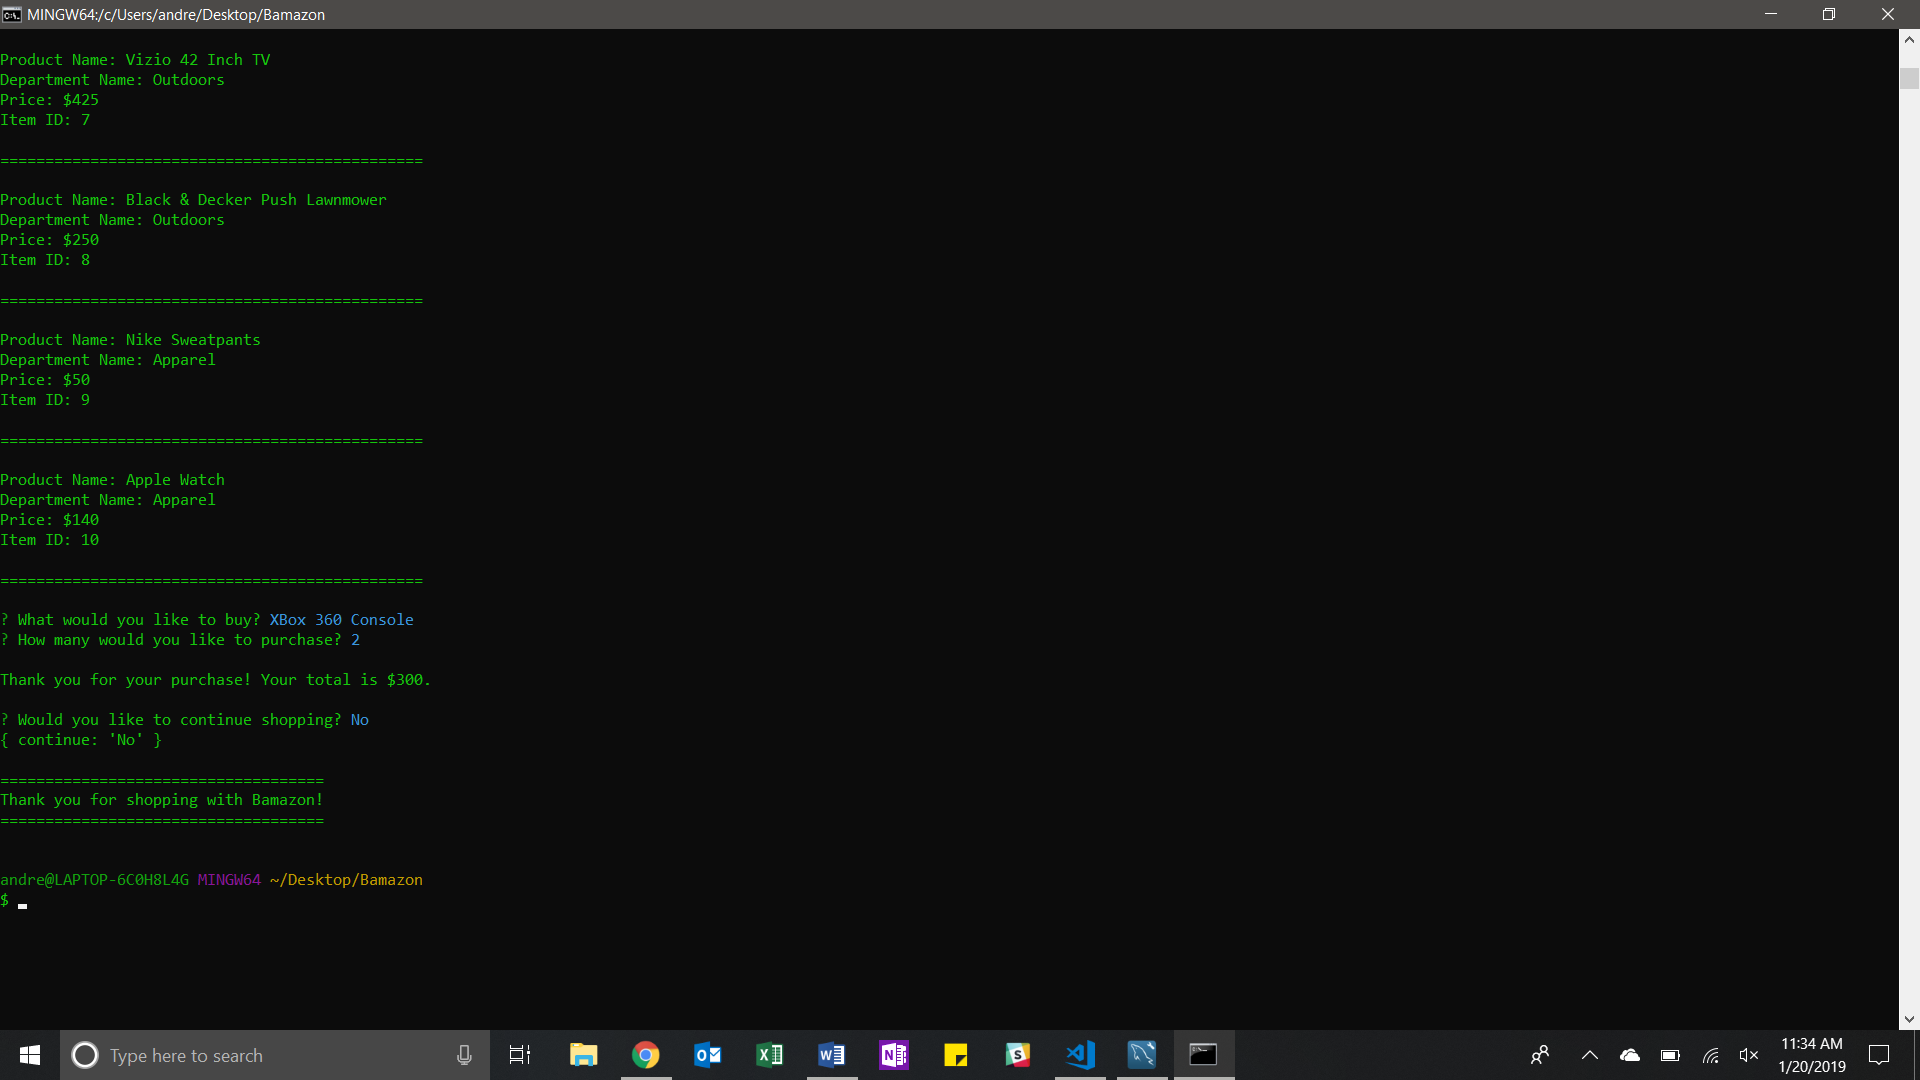 MINGW64:/c/Users/andre/Desktop/Bamazon
Product Name: Vizio 42 Inch TV
Department Name: Outdoors
Price: $425
Item ID: 7
===============================================
Product Name: Black & Decker Push Lawnmower
Department Name: Outdoors
Price: $250
Item ID: 8
===============================================
Product Name: Nike Sweatpants
Department Name: Apparel
Price: $50
Item ID: 9
===============================================
Product Name: Apple Watch
Department Name: Apparel
Price: $140
Item ID: 10
===============================================
? What would you like to buy? XBox 360 Console
? How many would you like to purchase? 2
Thank you for your purchase! Your total is $300.
? Would you like to continue shopping? No
{ continue: 'No' }
====================================
Thank you for shopping with Bamazon!
====================================
andre@LAPTOP-6C0H8L4G MINGW64 ~/Desktop/Bamazon
$
Type here to search
11:34 AM
1/20/2019